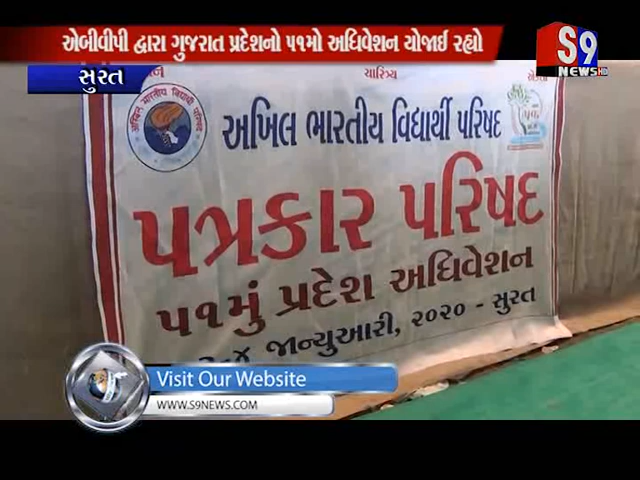 એબીવીપી દ્વારા ગુજરાત પ્રદેશનો ૫૧મો અધિવેશન યોજાઈ રહ્યો
S9
NEWS HD
સુરત
ચારિત્ર્ય
અખિલ ભારતીય વિદ્યાર્થી પરિષદ
પત્રકાર પરિષદ
૫૧મું પ્રદેશ અધિવેશન
જાન્યુઆરી, ૨૦૨૦ - સુરત
Visit Our Website
WWW.S9NEWS.COM